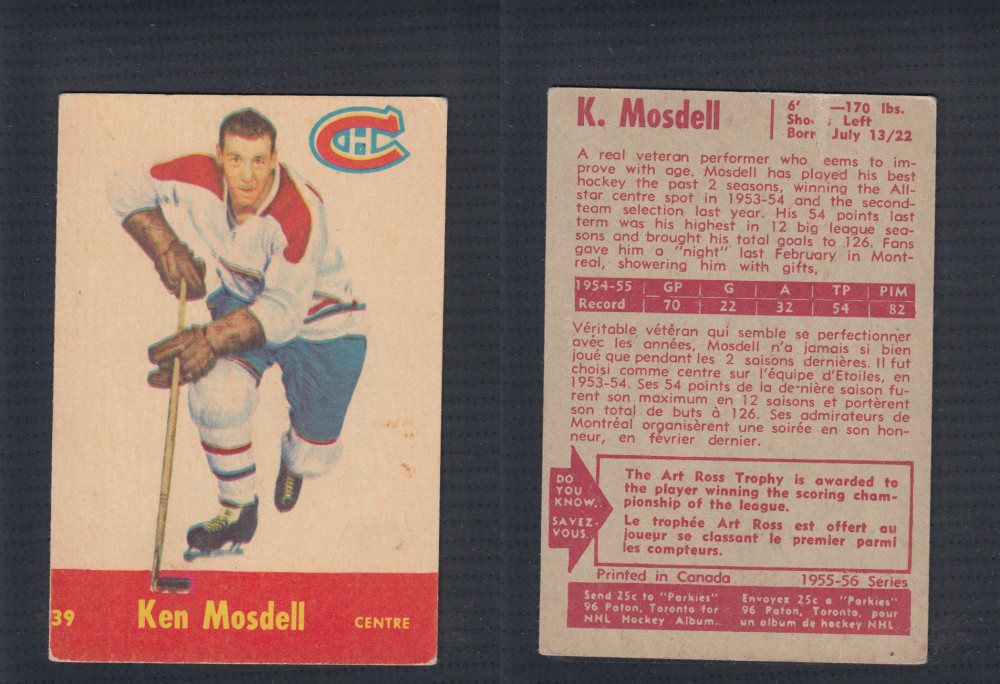 CH
39 Ken Mosdell CENTRE
K. Mosdell
6' —170 lbs.
Left
July 13/22
A real veteran performer who eems to im-
prove with age, Mosdell has played his best
hockey the past 2 seasons, winning the All-
star centre spot in 1953-54 and the second-
team selection last year. His 54 points last
term was his highest in 12 big league sea-
sons and brought his total goals to 126. Fans
gave him a "night" last February in Mont-
real, showering him with gifts.
1954-55 GP G A TP PIM
Record 70 22 32 54 82
Véritable vétéran qui semble se perfectionner
avec les années, Mosdell n'a jamais si bien
joué que pendant les 2 saisons dernières. Il fut
choisi comme centre sur l'équipe d'Etoiles, en
1953-54. Ses 54 points de la de-nière saison fu-
rent son maximum en 12 saisons et portèrent
son total de buts à 126. Ses admirateurs de
Montréal organisèrent une soirée en son hon-
neur, en février dernier.
DO
YOU
KNOW..
SAVEZ-
VOUS..
The Art Ross Trophy is awarded to
the player winning the scoring cham-
pionship of the league.
Le trophée Art Ross est offert au
joueur se classant le premier parmi
les compteurs.
Printed in Canada 1955-56 Series
Send 25c to "Parkies"
96 Paton, Toronto for
NHL Hockey Album..
Envoyez 25c a "Parkies"
96 Paton, Toronto, pour
un album de hockey NHL